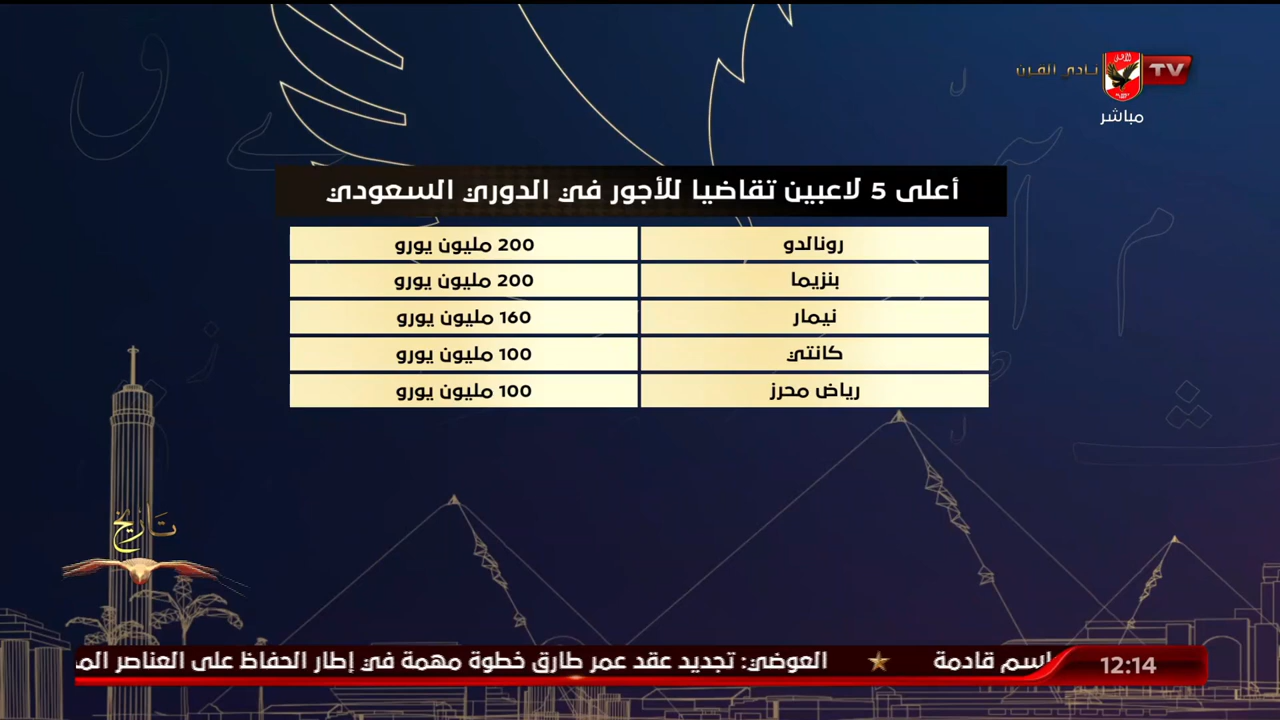 نادي القرن
TV
مباشر
أعلى 5 لاعبين تقاضيا للأجور في الدوري السعودي
رونالدو 200 مليون يورو
بنزيما 200 مليون يورو
نيمار 160 مليون يورو
كانتي 100 مليون يورو
رياض محرز 100 مليون يورو
تاريخ
12:14 قادمة ★ العوضي: تجديد عقد عمر طارق خطوة مهمة في إطار الحفاظ على العناصر